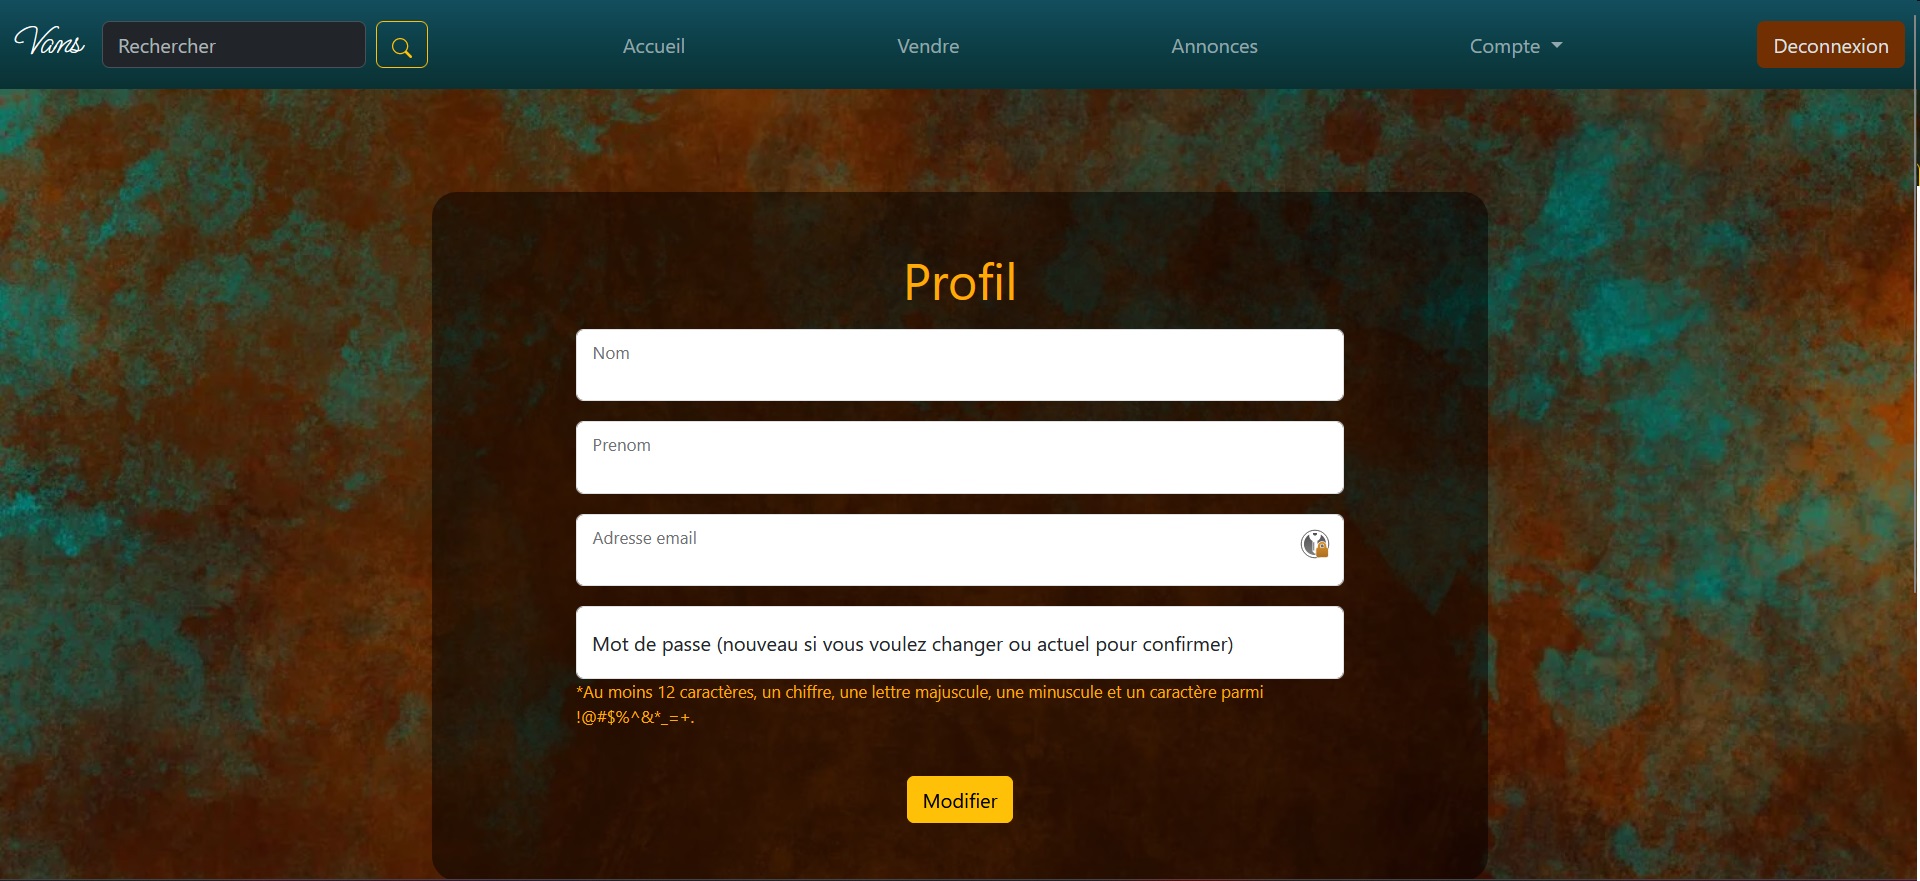 Vans
Rechercher
Accueil
Vendre
Annonces
Compte
Deconnexion
Profil
Nom
Prenom
Adresse email
Mot de passe (nouveau si vous voulez changer ou actuel pour confirmer)
*Au moins 12 caractères, un chiffre, une lettre majuscule, une minuscule et un caractère parmi
!@#$%^&*_=+.
Modifier